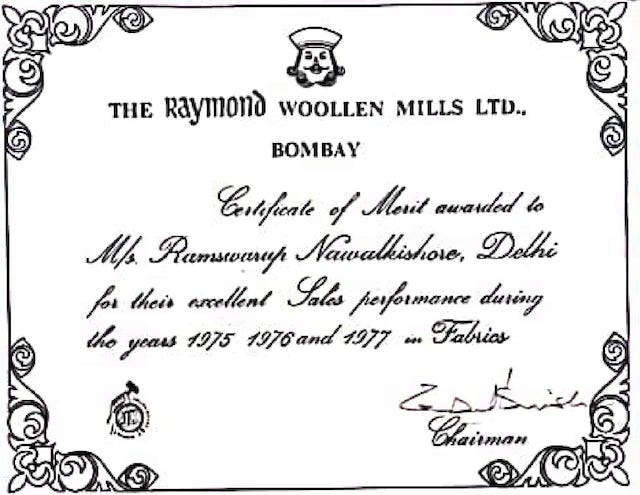 THE Raymond WOOLLEN MILLS LTD.,
BOMBAY
Certificate of Merit awarded to
M/s. Ramswarup Nawalkishore, Delhi
for their excellent Sales performance during
the years 1975 1976 and 1977 in Fabrics
Chairman